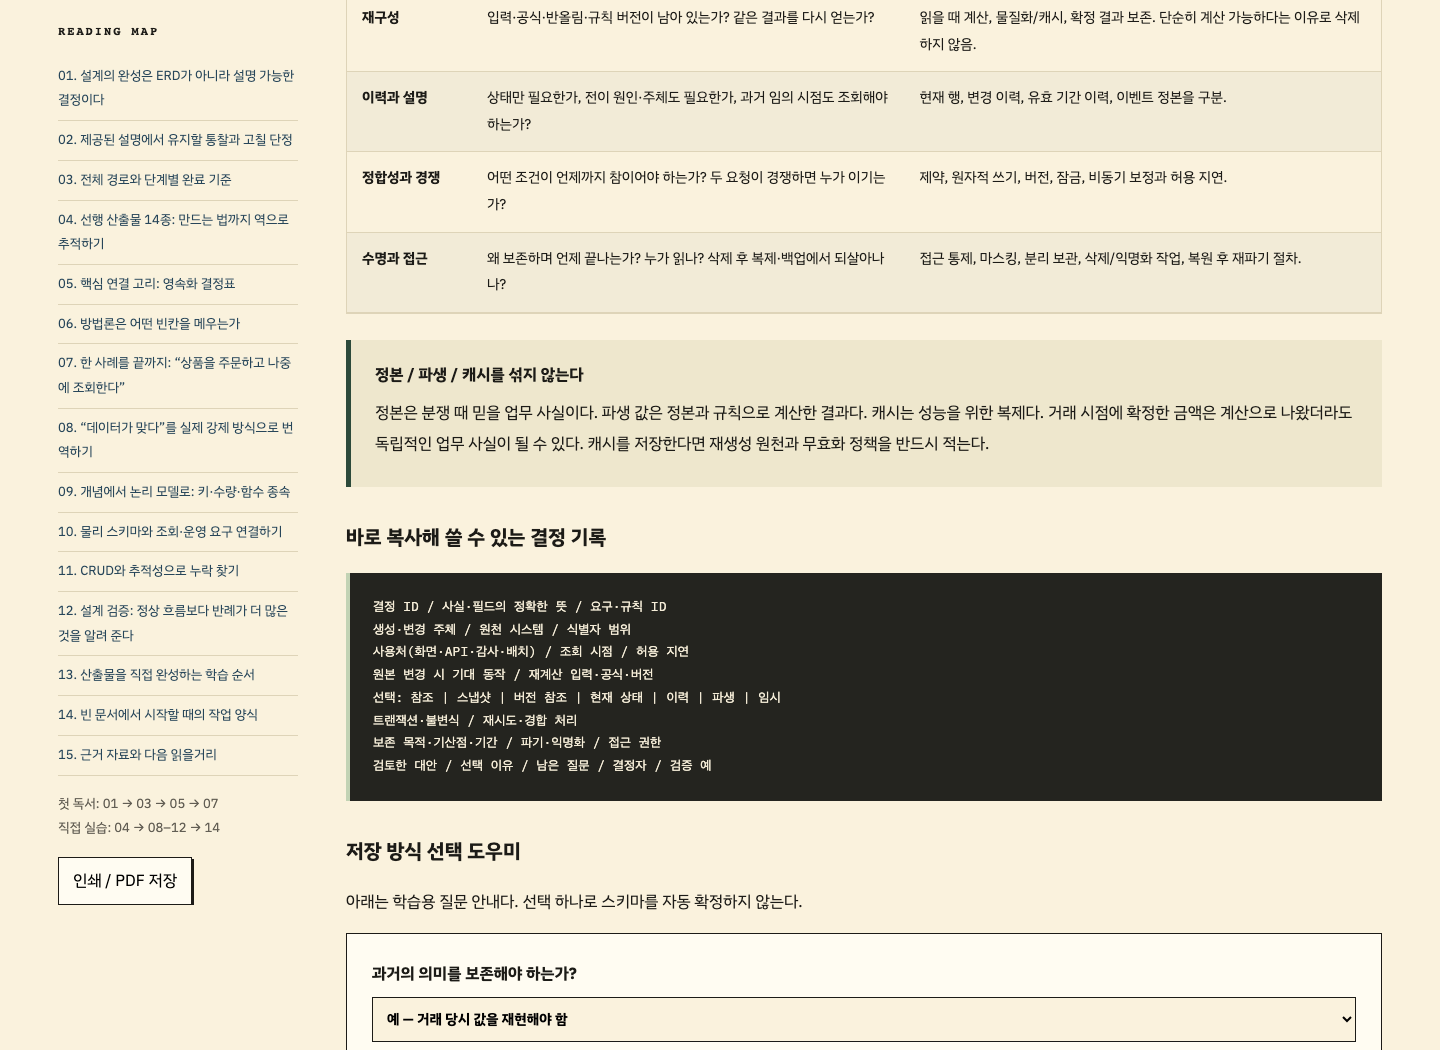 READING MAP
01. 설계의 완성은 ERD가 아니라 설명 가능한
결정이다
02. 제공된 설명에서 유지할 통찰과 고칠 단정
03. 전체 경로와 단계별 완료 기준
04. 선행 산출물 14종: 만드는 법까지 역으로
추적하기
05. 핵심 연결 고리: 영속화 결정표
06. 방법론은 어떤 빈칸을 메우는가
07. 한 사례를 끝까지: “상품을 주문하고 나중
에 조회한다”
08. “데이터가 맞다”를 실제 강제 방식으로 번
역하기
09. 개념에서 논리 모델로: 키·수량·함수 종속
10. 물리 스키마와 조회·운영 요구 연결하기
11. CRUD와 추적성으로 누락 찾기
12. 설계 검증: 정상 흐름보다 반례가 더 많은
것을 알려 준다
13. 산출물을 직접 완성하는 학습 순서
14. 빈 문서에서 시작할 때의 작업 양식
15. 근거 자료와 다음 읽을거리
첫 독서: 01 → 03 → 05 → 07
직접 실습: 04 → 08–12 → 14
인쇄 / PDF 저장
재구성
입력·공식·반올림·규칙 버전이 남아 있는가? 같은 결과를 다시 얻는가?
읽을 때 계산, 물질화/캐시, 확정 결과 보존. 단순히 계산 가능하다는 이유로 삭제
하지 않음.
이력과 설명
상태만 필요한가, 전이 원인·주체도 필요한가, 과거 임의 시점도 조회해야
하는가?
현재 행, 변경 이력, 유효 기간 이력, 이벤트 정본을 구분.
정합성과 경쟁
어떤 조건이 언제까지 참이어야 하는가? 두 요청이 경쟁하면 누가 이기는
가?
제약, 원자적 쓰기, 버전, 잠금, 비동기 보정과 허용 지연.
수명과 접근
왜 보존하며 언제 끝나는가? 누가 읽나? 삭제 후 복제·백업에서 되살아나
나?
접근 통제, 마스킹, 분리 보관, 삭제/익명화 작업, 복원 후 재파기 절차.
정본 / 파생 / 캐시를 섞지 않는다
정본은 분쟁 때 믿을 업무 사실이다. 파생 값은 정본과 규칙으로 계산한 결과다. 캐시는 성능을 위한 복제다. 거래 시점에 확정한 금액은 계산으로 나왔더라도
독립적인 업무 사실이 될 수 있다. 캐시를 저장한다면 재생성 원천과 무효화 정책을 반드시 적는다.
바로 복사해 쓸 수 있는 결정 기록
결정 ID / 사실·필드의 정확한 뜻 / 요구·규칙 ID
생성·변경 주체 / 원천 시스템 / 식별자 범위
사용처(화면·API·감사·배치) / 조회 시점 / 허용 지연
원본 변경 시 기대 동작 / 재계산 입력·공식·버전
선택: 참조 | 스냅샷 | 버전 참조 | 현재 상태 | 이력 | 파생 | 임시
트랜잭션·불변식 / 재시도·경합 처리
보존 목적·기산점·기간 / 파기·익명화 / 접근 권한
검토한 대안 / 선택 이유 / 남은 질문 / 결정자 / 검증 예
저장 방식 선택 도우미
아래는 학습용 질문 안내다. 선택 하나로 스키마를 자동 확정하지 않는다.
과거의 의미를 보존해야 하는가?
예 — 거래 당시 값을 재현해야 함